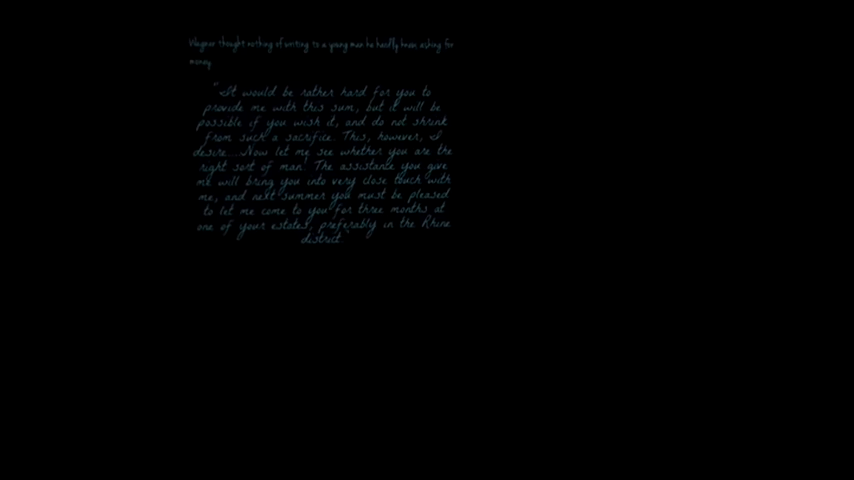 Wagner thought nothing of writing to a young man he hardly knew asking for
money
"It would be rather hard for you to
provide me with this sum, but it will be
possible if you wish it, and do not shrink
from such a sacrifice. This, however, I
desire.....Now let me see whether you are the
right sort of man! The assistance you give
me will bring you into very close touch with
me, and next summer you must be pleased
to let me come to you for three months at
one of your estates, preferably in the Rhine
district.